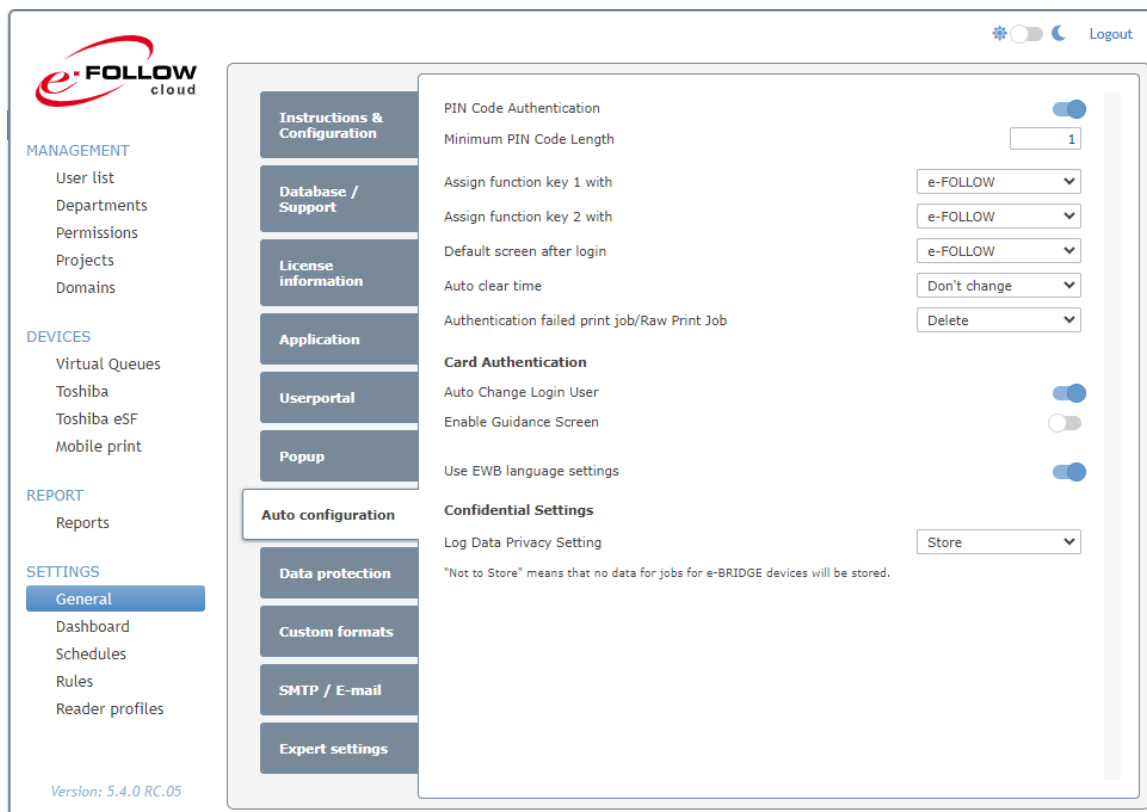 Logout
e-FOLLOW
cloud
MANAGEMENT
User list
Departments
Permissions
Projects
Domains
DEVICES
Virtual Queues
Toshiba
Toshiba eSF
Mobile print
REPORT
Reports
SETTINGS
General
Dashboard
Schedules
Rules
Reader profiles
Version: 5.4.0 RC.05
Instructions &
Configuration
Database /
Support
License
information
Application
Userportal
Popup
Auto configuration
Data protection
Custom formats
SMTP / E-mail
Expert settings
PIN Code Authentication
Minimum PIN Code Length 1
Assign function key 1 with e-FOLLOW
Assign function key 2 with e-FOLLOW
Default screen after login e-FOLLOW
Auto clear time Don't change
Authentication failed print job/Raw Print Job Delete
Card Authentication
Auto Change Login User
Enable Guidance Screen
Use EWB language settings
Confidential Settings
Log Data Privacy Setting Store
"Not to Store" means that no data for jobs for e-BRIDGE devices will be stored.